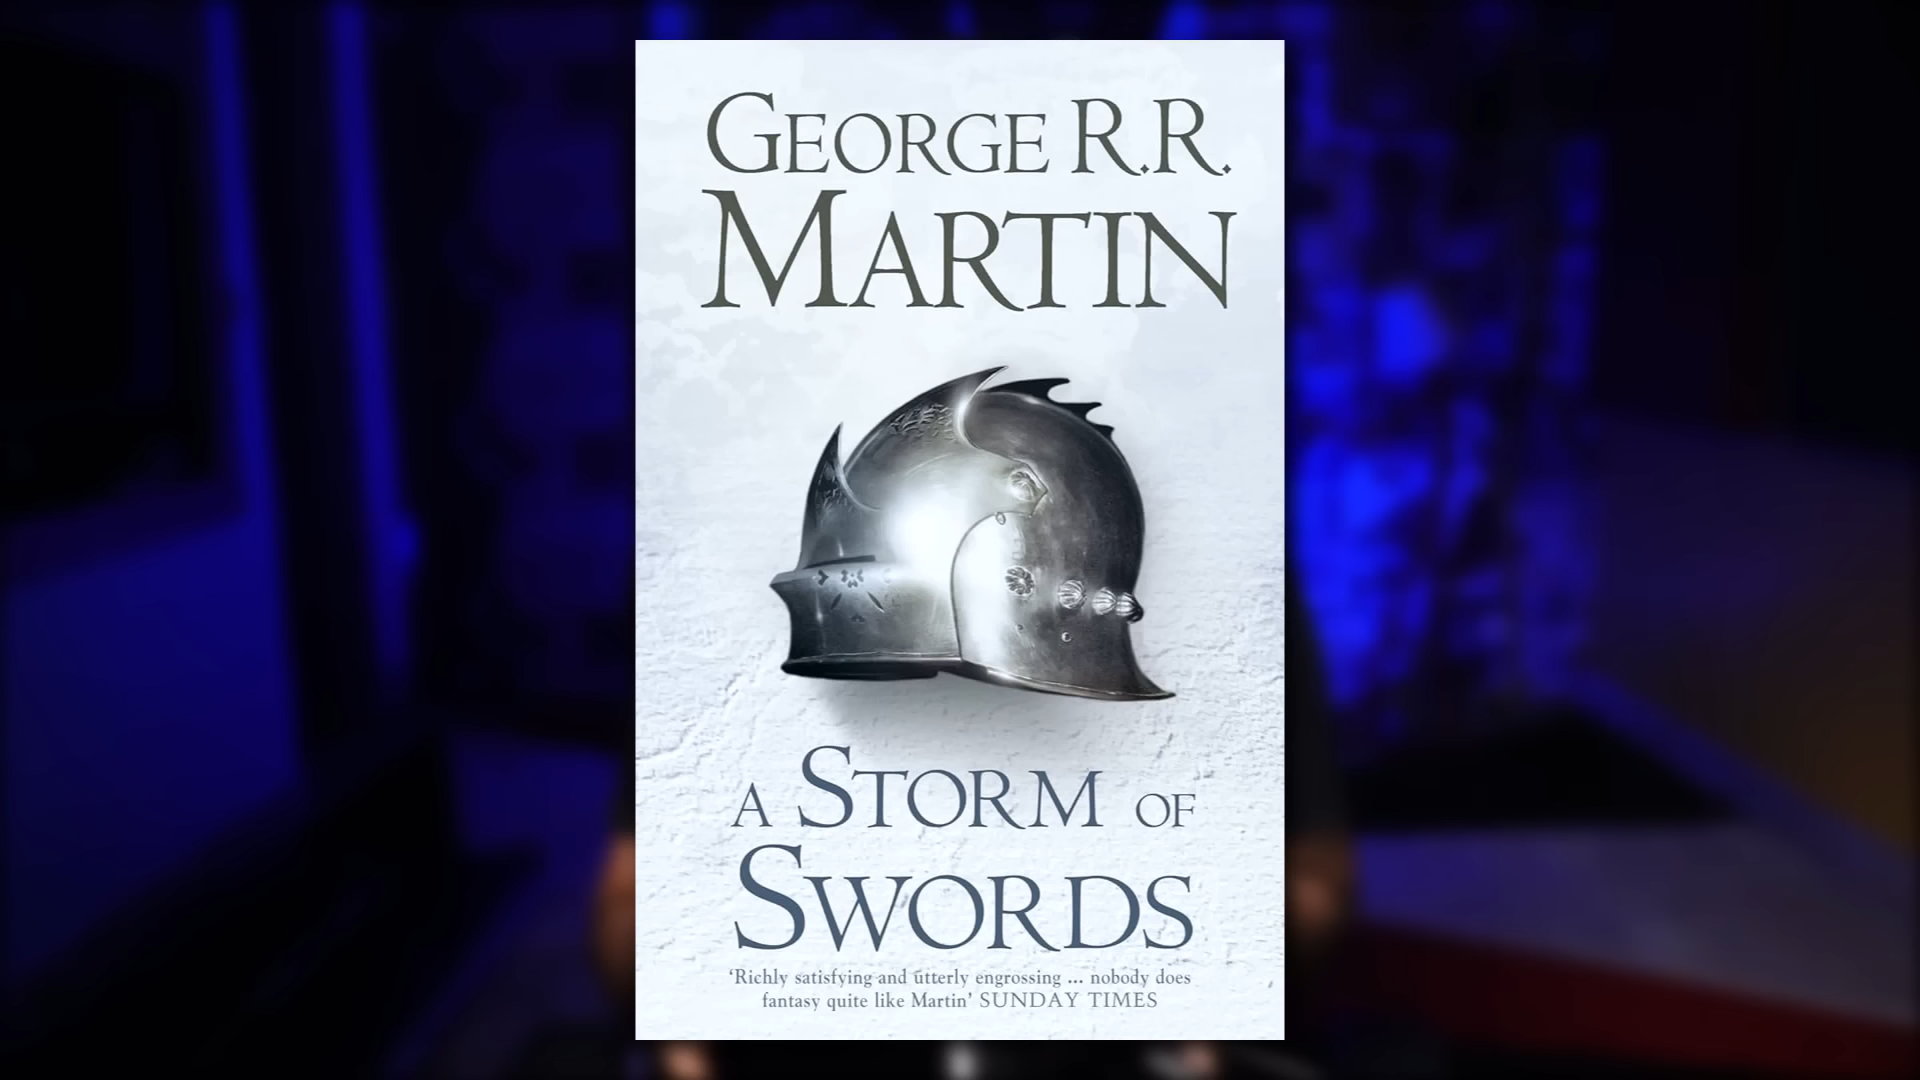 GEORGE R.R.
MARTIN
A STORM OF
SWORDS
‘Richly satisfying and utterly engrossing ... nobody does
fantasy quite like Martin’ SUNDAY TIMES